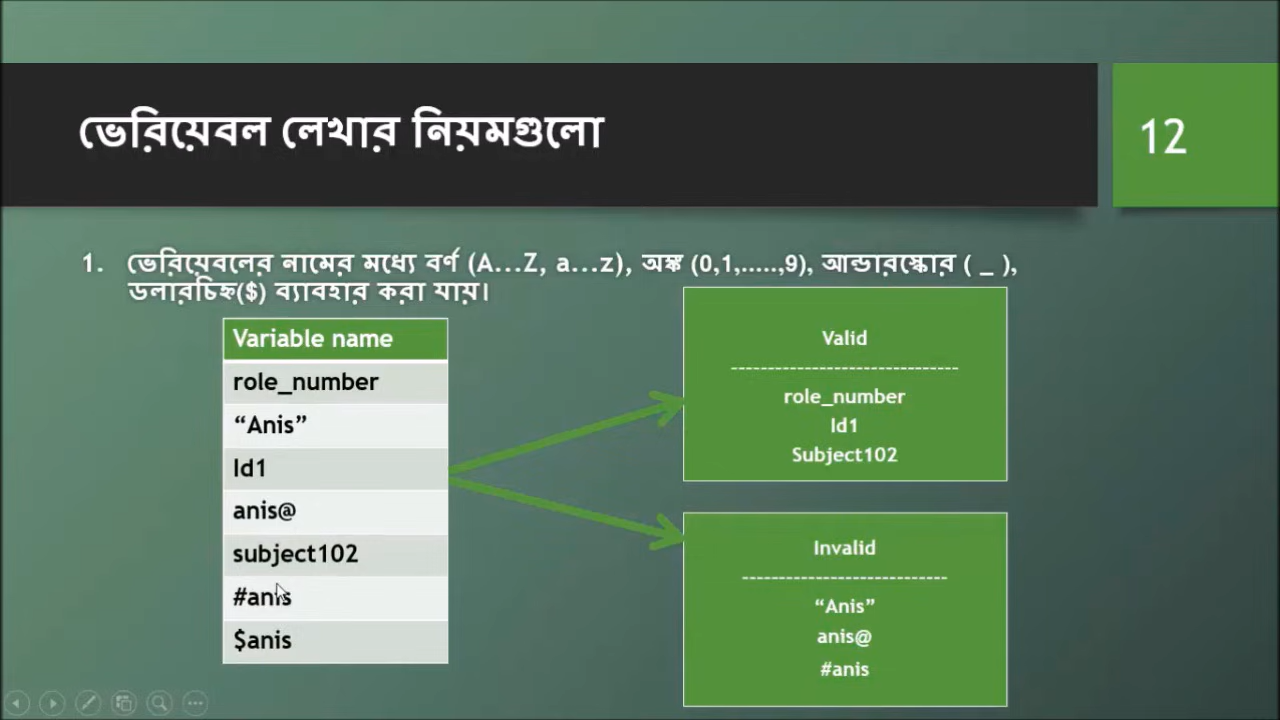 ভেরিয়েবল লেখার নিয়মগুলো
12
1. ভেরিয়েবলের নামের মধ্যে বর্ণ (A...Z, a...z), অঙ্ক (0,1,.....,9), আন্ডারস্কোর ( _ ),
ডলারচিহ্ন($) ব্যাবহার করা যায়।
Variable name
role_number
“Anis”
Id1
anis@
subject102
#anis
$anis
Valid
-------------------------------
role_number
Id1
Subject102
Invalid
----------------------------
“Anis”
anis@
#anis